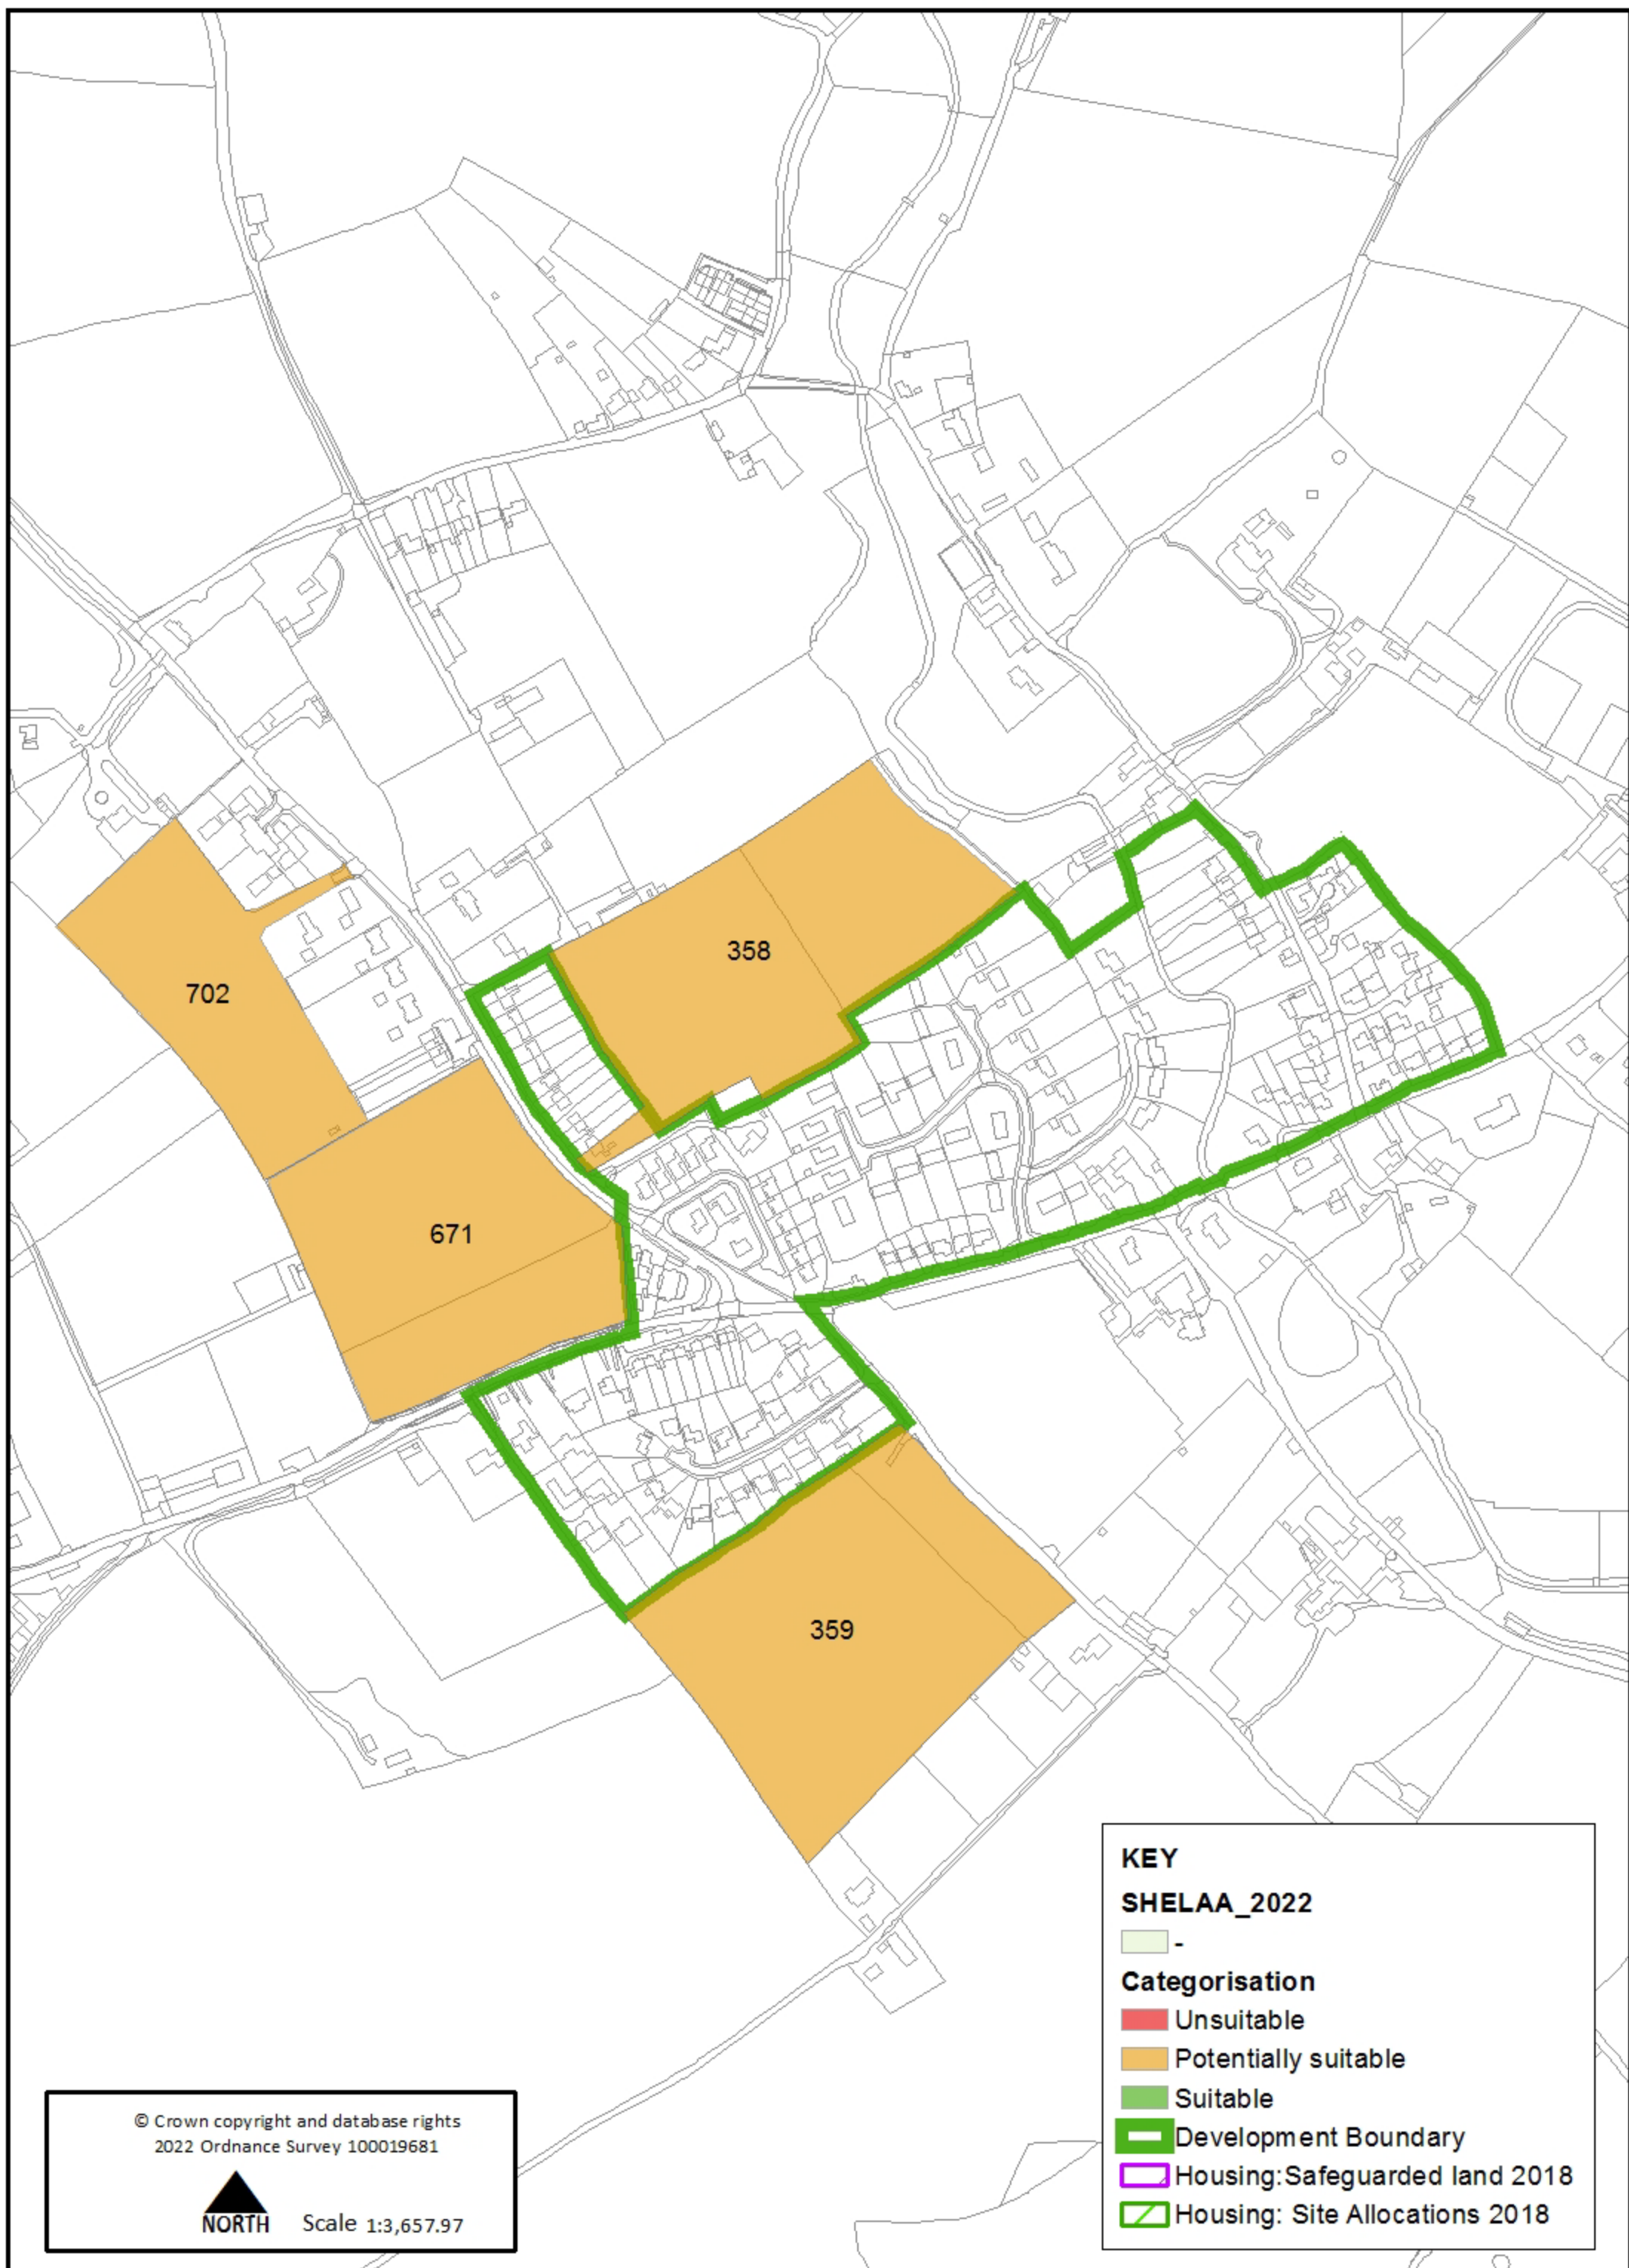 358
702
671
359
KEY
SHELAA_2022
-
Categorisation
Unsuitable
Potentially suitable
Suitable
Development Boundary
Housing:Safeguarded land 2018
Housing: Site Allocations 2018
© Crown copyright and database rights
2022 Ordnance Survey 100019681
NORTH Scale 1:3,657.97